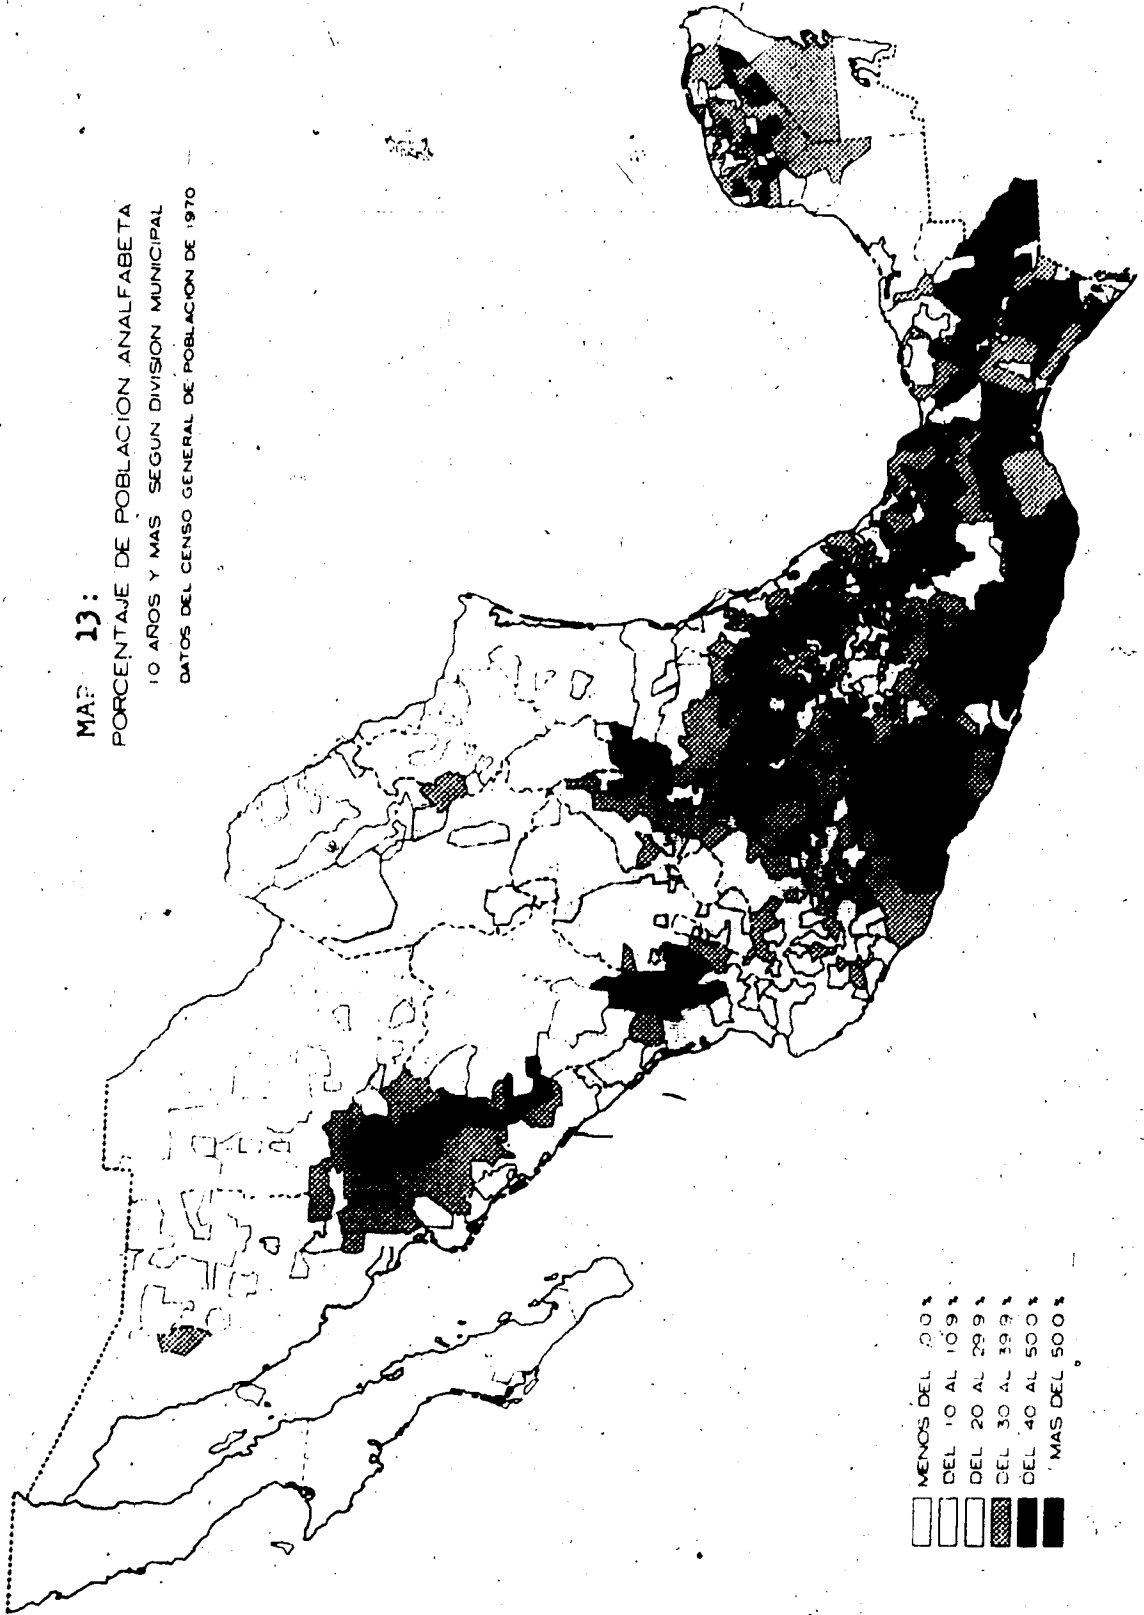 MAP 13:
PORCENTAJE DE POBLACION ANALFABETA
10 AÑOS Y MAS SEGUN DIVISION MUNICIPAL
DATOS DEL CENSO GENERAL DE POBLACION DE 1970
MENOS DEL
DEL 10 AL 10 9 %
DEL 20 AL 29 9 %
DEL 30 AL 39 9 %
DEL 40 AL 50 0 %
MAS DEL 50 0 %